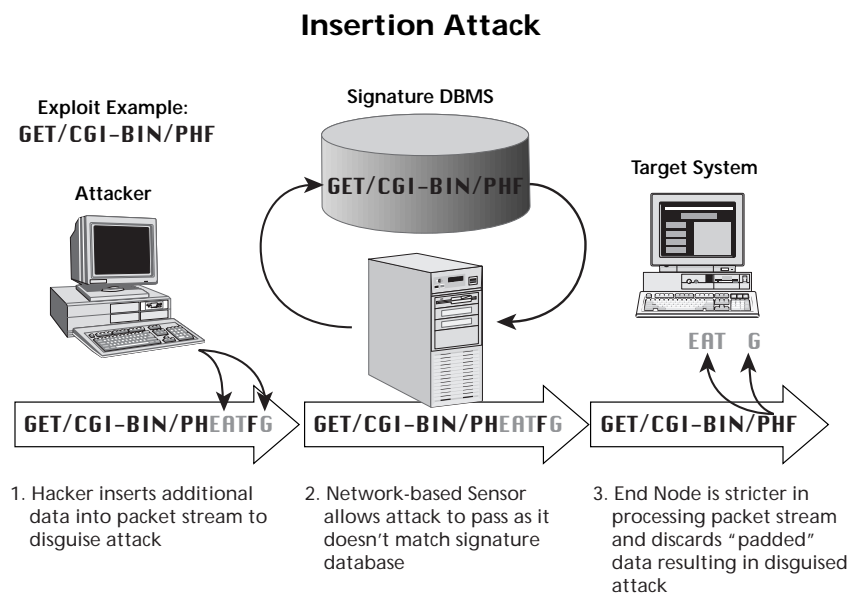 Insertion Attack
Exploit Example:
GET/CGI-BIN/PHF
Signature DBMS
GET/CGI-BIN/PHF
Attacker
Target System
EAT G
GET/CGI-BIN/PHEATFG
GET/CGI-BIN/PHEATFG
GET/CGI-BIN/PHF
1. Hacker inserts additional
data into packet stream to
disguise attack
2. Network-based Sensor
allows attack to pass as it
doesn't match signature
database
3. End Node is stricter in
processing packet stream
and discards “padded”
data resulting in disguised
attack